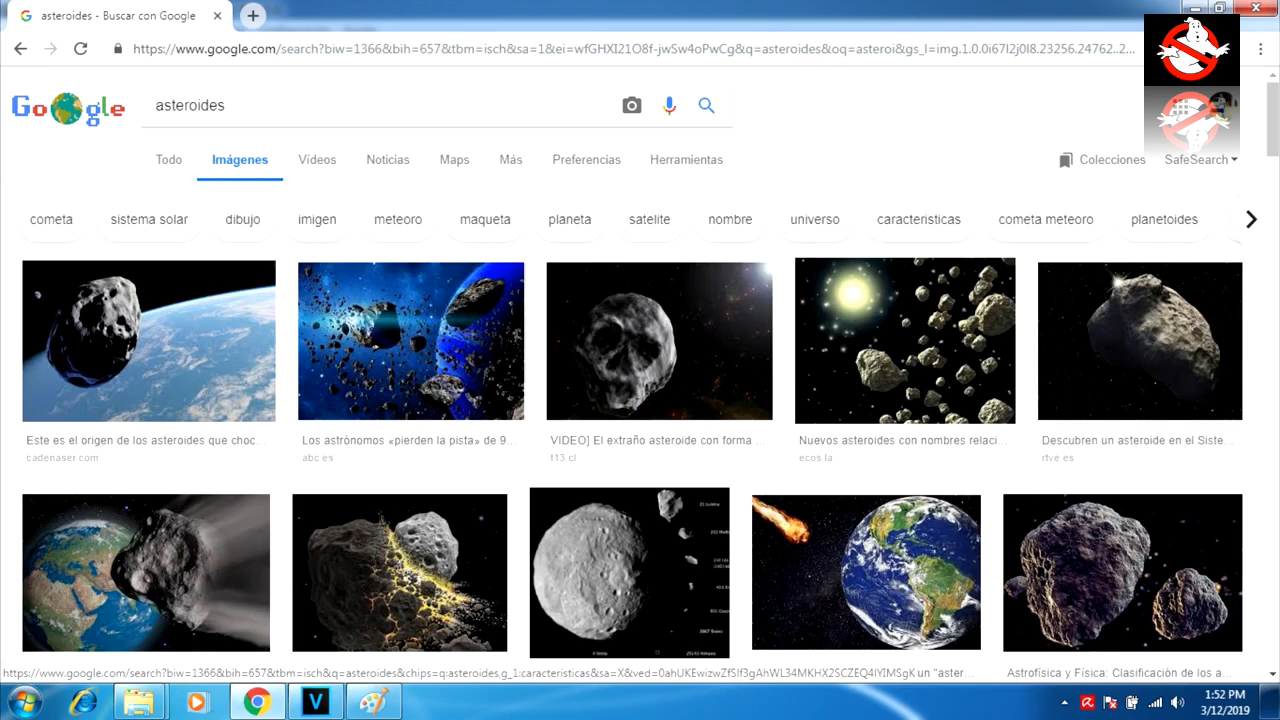 asteroides - Buscar con Google
https://www.google.com/search?biw=1366&bih=657&tbm=isch&sa=1&ei=wfGHXI21O8f-jwSw4oPwCg&q=asteroides&oq=asteroi&gs_l=img.1.0.0i67l2j0l8.23256.24762..2...
Google
asteroides
Todo
Imágenes
Vídeos
Noticias
Maps
Más
Preferencias
Herramientas
Colecciones
SafeSearch
cometa
sistema solar
dibujo
imigen
meteoro
maqueta
planeta
satelite
nombre
universo
caracteristicas
cometa meteoro
planetoides
Este es el origen de los asteroides que choc...
cadenaser.com
Los astrónomos «pierden la pista» de 9...
abc.es
VIDEO] El extraño asteroide con forma ...
t13.cl
Nuevos asteroides con nombres relaci...
ecos.la
Descubren un asteroide en el Siste...
rtve.es
https://www.google.com/search?biw=1366&bih=657&tbm=isch&q=asteroides&chips=q:asteroides,g_1:caracteristicas&sa=X&ved=0ahUKEwizwZfSlf3gAhWL34MKHX2SCZEQ4lYIMSgK
un "aster ...
Astrofísica y Física: Clasificación de los a...
1:52 PM
3/12/2019